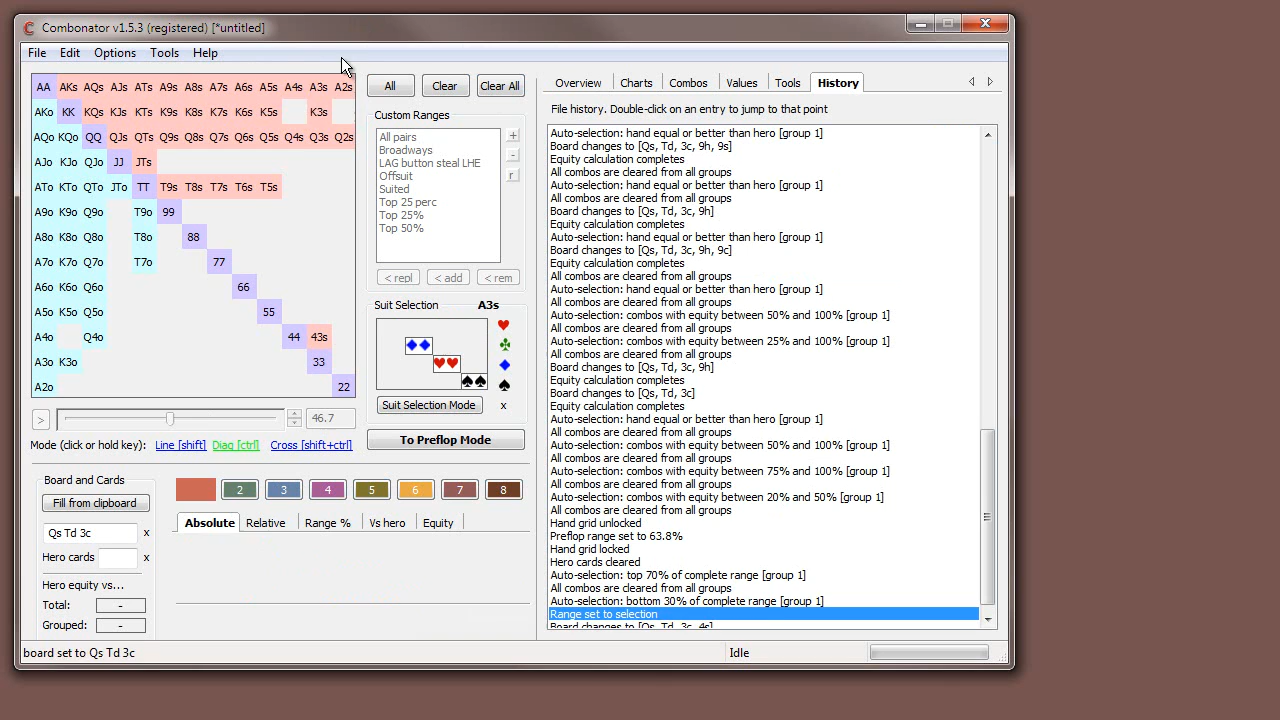 Combonator v1.5.3 (registered) [*untitled]
File Edit Options Tools Help
AA AKs AQs AJs ATs A9s A8s A7s A6s A5s A4s A3s A2s
AKo KK KQs KJs KTs K9s K8s K7s K6s K5s K3s
AQo KQo QQ QJs QTs Q9s Q8s Q7s Q6s Q5s Q4s Q3s Q2s
AJo KJo QJo JJ JTs
ATo KTo QTo JTo TT T9s T8s T7s T6s T5s
A9o K9o Q9o T9o 99
A8o K8o Q8o T8o 88
A7o K7o Q7o T7o 77
A6o K6o Q6o 66
A5o K5o Q5o 55
A4o Q4o 44 43s
A3o K3o 33
A2o 22
> 46.7
Mode (click or hold key): Line [shift] Diag [ctrl] Cross [shift+ctrl]
All Clear Clear All
Custom Ranges
All pairs
Broadways
LAG button steal LHE
Offsuit
Suited
Top 25 perc
Top 25%
Top 50%
+
-
r
< repl < add < rem
Suit Selection A3s
♥
♣
♦♦ ♦
♥♥
♠♠ ♠
Suit Selection Mode x
To Preflop Mode
Board and Cards
Fill from clipboard
Qs Td 3c x
Hero cards x
Hero equity vs...
Total: -
Grouped: -
2 3 4 5 6 7 8
Absolute Relative Range % Vs hero Equity
Overview Charts Combos Values Tools History
File history. Double-click on an entry to jump to that point
Auto-selection: hand equal or better than hero [group 1]
Board changes to [Qs, Td, 3c, 9h, 9s]
Equity calculation completes
All combos are cleared from all groups
Auto-selection: hand equal or better than hero [group 1]
All combos are cleared from all groups
Board changes to [Qs, Td, 3c, 9h]
Equity calculation completes
Auto-selection: hand equal or better than hero [group 1]
Board changes to [Qs, Td, 3c, 9h, 9c]
Equity calculation completes
All combos are cleared from all groups
Auto-selection: hand equal or better than hero [group 1]
All combos are cleared from all groups
Auto-selection: combos with equity between 50% and 100% [group 1]
All combos are cleared from all groups
Auto-selection: combos with equity between 25% and 100% [group 1]
All combos are cleared from all groups
Board changes to [Qs, Td, 3c, 9h]
Equity calculation completes
Board changes to [Qs, Td, 3c]
Equity calculation completes
Auto-selection: hand equal or better than hero [group 1]
All combos are cleared from all groups
Auto-selection: combos with equity between 50% and 100% [group 1]
All combos are cleared from all groups
Auto-selection: combos with equity between 75% and 100% [group 1]
All combos are cleared from all groups
Auto-selection: combos with equity between 20% and 50% [group 1]
All combos are cleared from all groups
Hand grid unlocked
Preflop range set to 63.8%
Hand grid locked
Hero cards cleared
Auto-selection: top 70% of complete range [group 1]
All combos are cleared from all groups
Auto-selection: bottom 30% of complete range [group 1]
Range set to selection
Board changes to [Qs, Td, 3c, 4s]
board set to Qs Td 3c
Idle